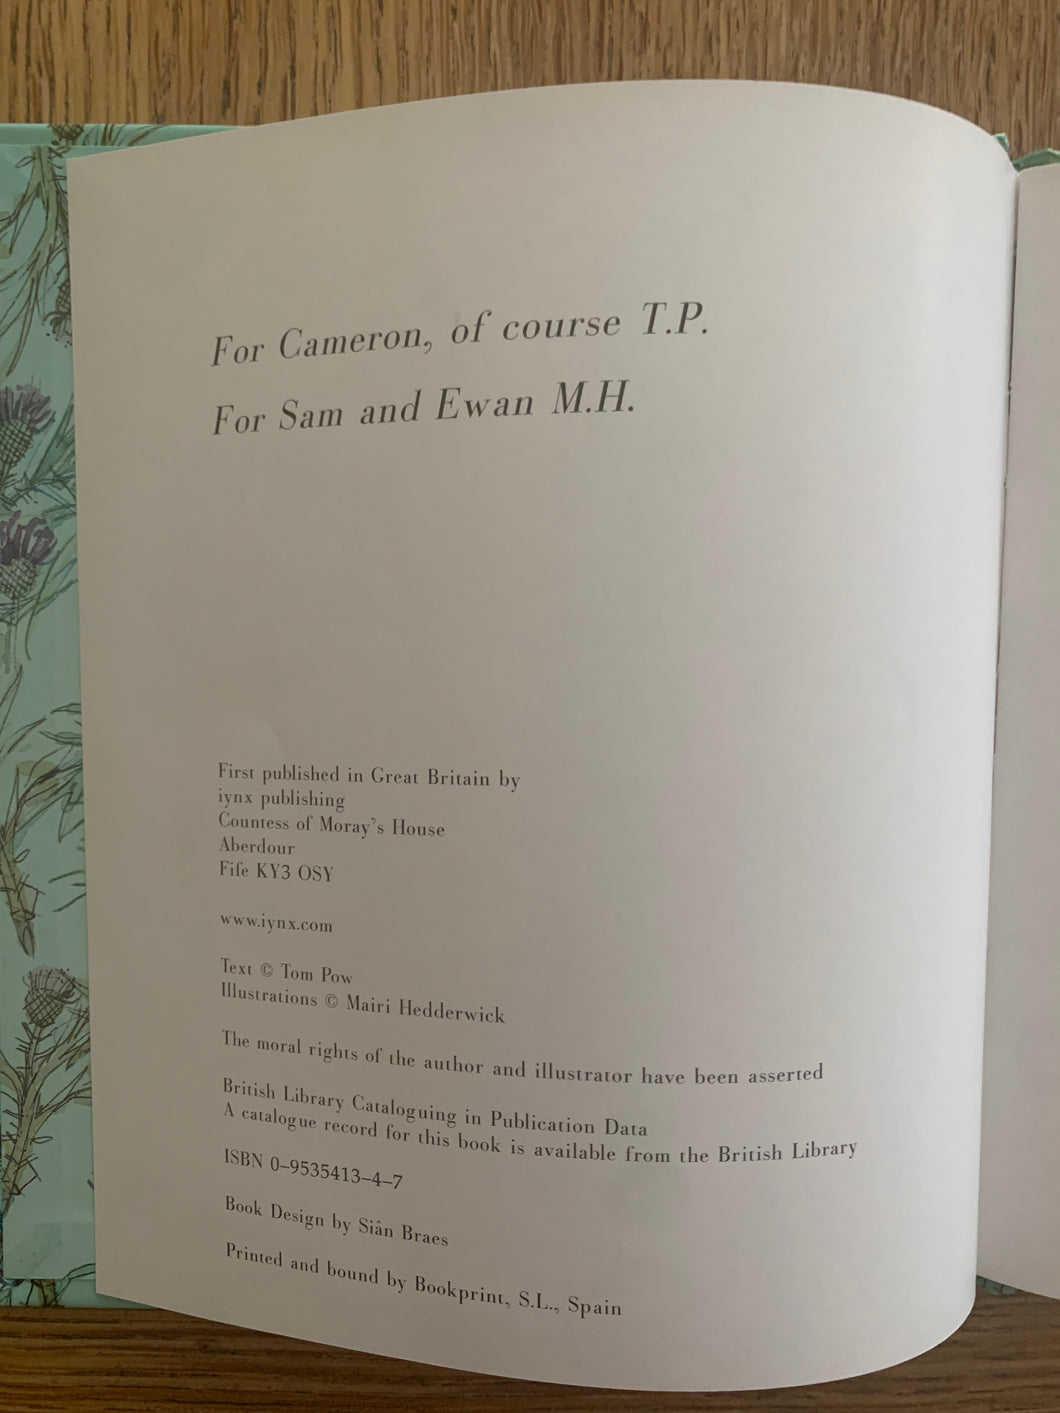 For Cameron, of course T.P.
For Sam and Ewan M.H.
First published in Great Britain by
iynx publishing
Countess of Moray's House
Aberdour
Fife KY3 OSY
www.iynx.com
Text © Tom Pow
Illustrations © Mairi Hedderwick
The moral rights of the author and illustrator have been asserted
British Library Cataloguing in Publication Data
A catalogue record for this book is available from the British Library
ISBN 0–9535413–4–7
Book Design by Siân Braes
Printed and bound by Bookprint, S.L., Spain